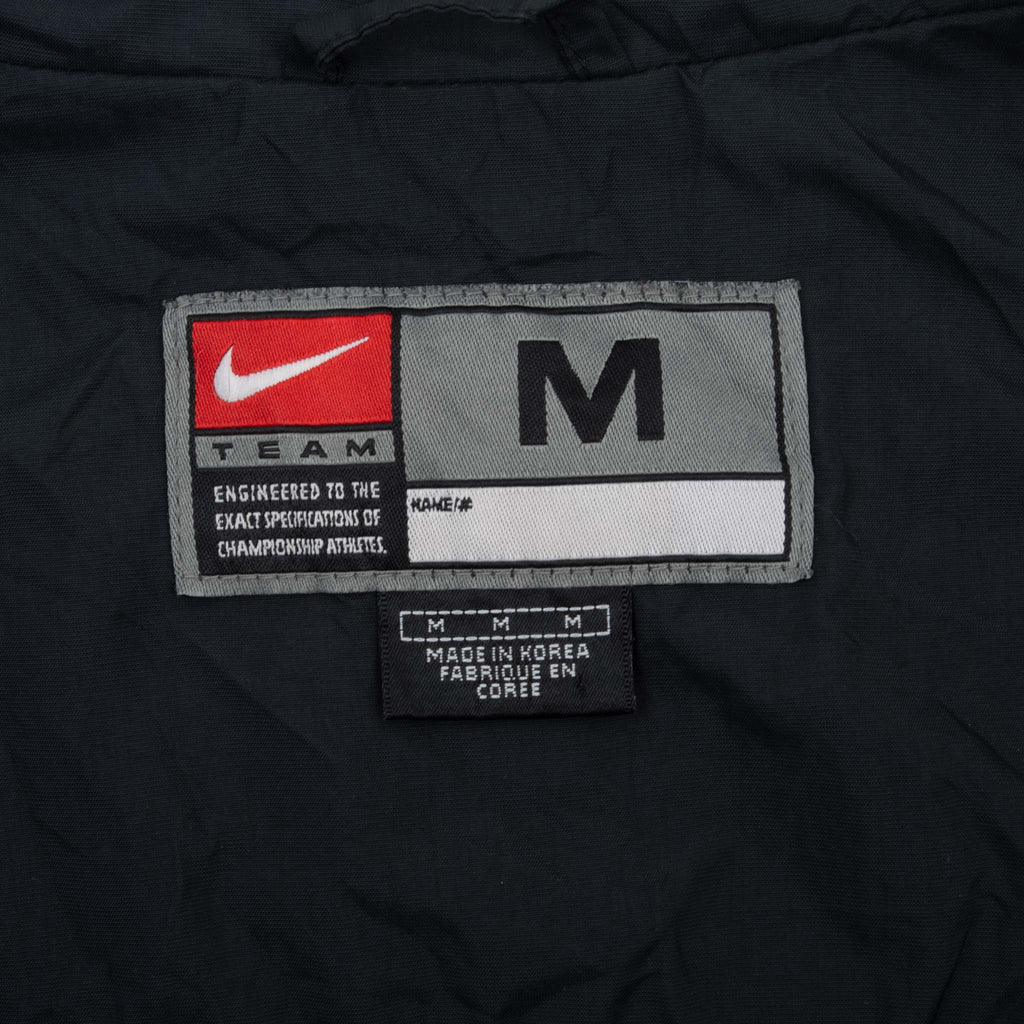 TEAM
ENGINEERED TO THE
EXACT SPECIFICATIONS OF
CHAMPIONSHIP ATHLETES.
M
NAME/#
M M M
MADE IN KOREA
FABRIQUE EN
COREE